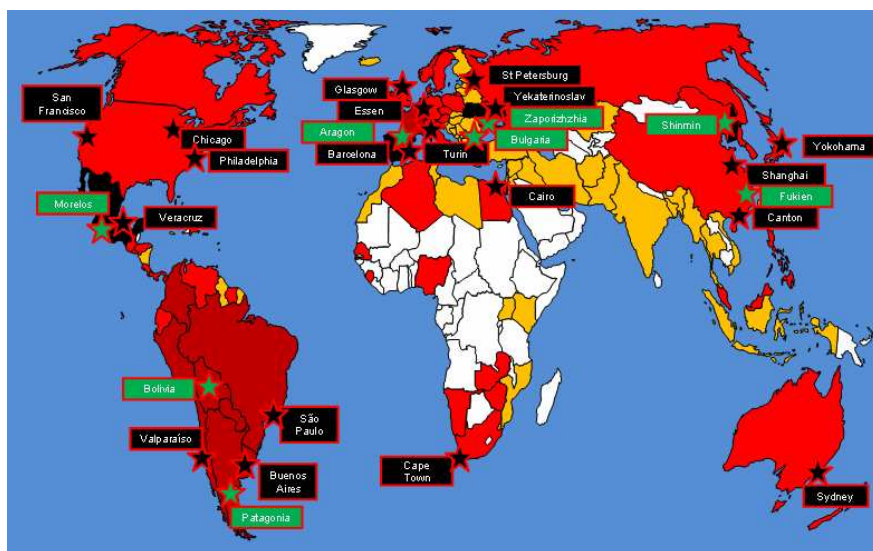 St Petersburg
Glasgow
San
Francisco
Essen
Yekaterinoslav
Zaporizhzhia
Shinmin
Aragon
Chicago
Bulgaria
Barcelona
Turin
Yokohama
Philadelphia
Shanghai
Cairo
Fukien
Morelos
Veracruz
Canton
Bolivia
São
Paulo
Valparaíso
Cape
Town
Buenos
Aires
Sydney
Patagonia